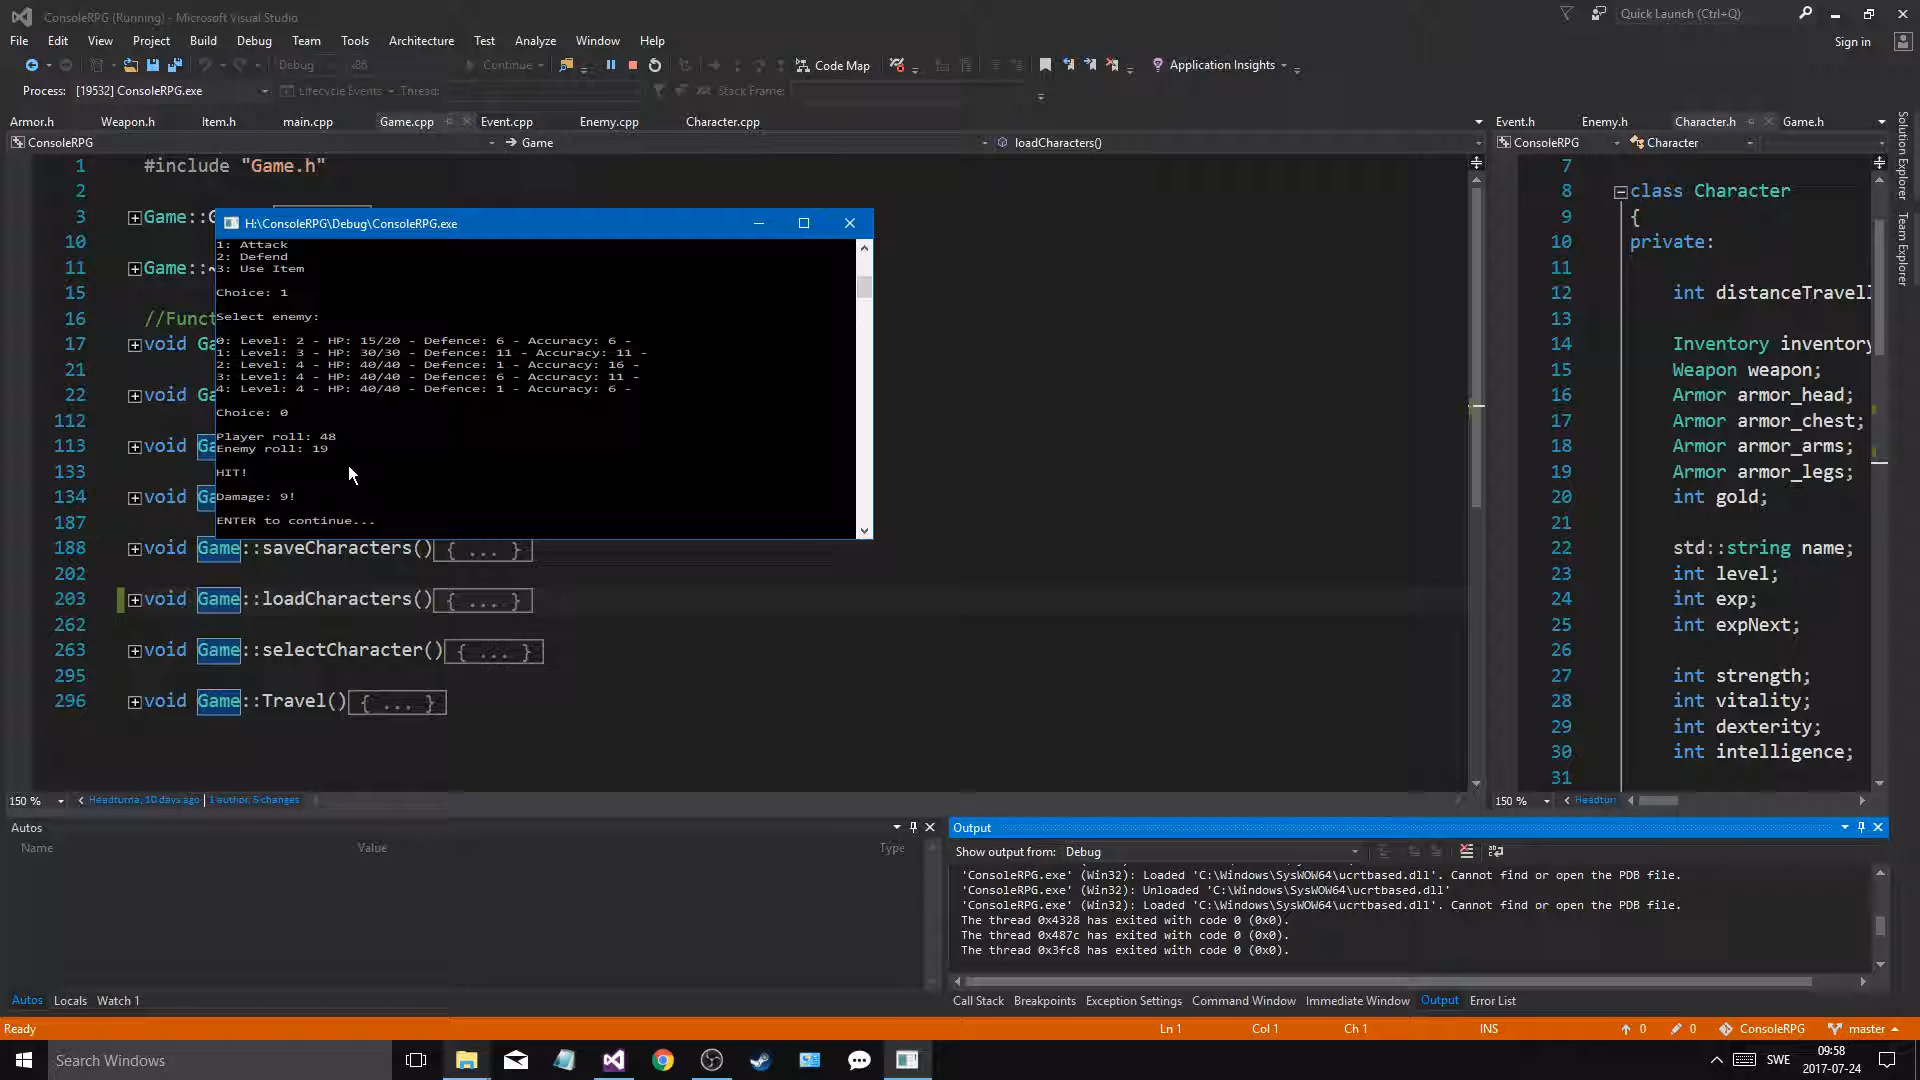 ConsoleRPG (Running) - Microsoft Visual Studio
Quick Launch (Ctrl+Q)
File Edit View Project Build Debug Team Tools Architecture Test Analyze Window Help
Sign in
Debug x86 Continue Code Map Application Insights
Process: [19532] ConsoleRPG.exe Lifecycle Events Thread: Stack Frame:
Armor.h Weapon.h Item.h main.cpp Game.cpp Event.cpp Enemy.cpp Character.cpp
ConsoleRPG Game loadCharacters()
1 #include "Game.h"
2
3 Game::G
10
11 Game::~
15
16 //Funct
17 void Ga
21
22 void Ga
112
113 void Ga
133
134 void Ga
187
188 void Game::saveCharacters(){ ... }
202
203 void Game::loadCharacters(){ ... }
262
263 void Game::selectCharacter(){ ... }
295
296 void Game::Travel(){ ... }
150 % Headturna, 10 days ago | 1 author, 5 changes
H:\ConsoleRPG\Debug\ConsoleRPG.exe
1: Attack
2: Defend
3: Use Item
Choice: 1
Select enemy:
0: Level: 2 - HP: 15/20 - Defence: 6 - Accuracy: 6 -
1: Level: 3 - HP: 30/30 - Defence: 11 - Accuracy: 11 -
2: Level: 4 - HP: 40/40 - Defence: 1 - Accuracy: 16 -
3: Level: 4 - HP: 40/40 - Defence: 6 - Accuracy: 11 -
4: Level: 4 - HP: 40/40 - Defence: 1 - Accuracy: 6 -
Choice: 0
Player roll: 48
Enemy roll: 19
HIT!
Damage: 9!
ENTER to continue...
Event.h Enemy.h Character.h Game.h
ConsoleRPG Character
7
8 class Character
9 {
10 private:
11
12 int distanceTravell
13
14 Inventory inventory
15 Weapon weapon;
16 Armor armor_head;
17 Armor armor_chest;
18 Armor armor_arms;
19 Armor armor_legs;
20 int gold;
21
22 std::string name;
23 int level;
24 int exp;
25 int expNext;
26
27 int strength;
28 int vitality;
29 int dexterity;
30 int intelligence;
31
150 % Headturn
Solution Explorer
Team Explorer
Autos
Name Value Type
Autos Locals Watch 1
Output
Show output from: Debug
'ConsoleRPG.exe' (Win32): Loaded 'C:\Windows\SysWOW64\ucrtbased.dll'. Cannot find or open the PDB file.
'ConsoleRPG.exe' (Win32): Unloaded 'C:\Windows\SysWOW64\ucrtbased.dll'
'ConsoleRPG.exe' (Win32): Loaded 'C:\Windows\SysWOW64\ucrtbased.dll'. Cannot find or open the PDB file.
The thread 0x4328 has exited with code 0 (0x0).
The thread 0x487c has exited with code 0 (0x0).
The thread 0x3fc8 has exited with code 0 (0x0).
Call Stack Breakpoints Exception Settings Command Window Immediate Window Output Error List
Ready Ln 1 Col 1 Ch 1 INS 0 0 ConsoleRPG master
Search Windows
SWE
09:58
2017-07-24